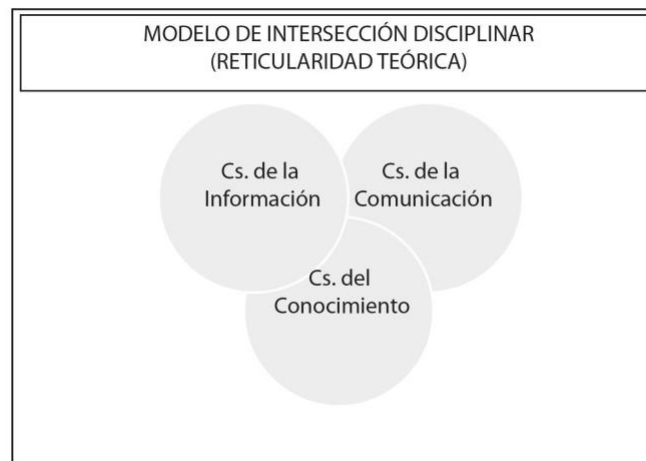 MODELO DE INTERSECCIÓN DISCIPLINAR
(RETICULARIDAD TEÓRICA)
Cs. de la
Información
Cs. de la
Comunicación
Cs. del
Conocimiento